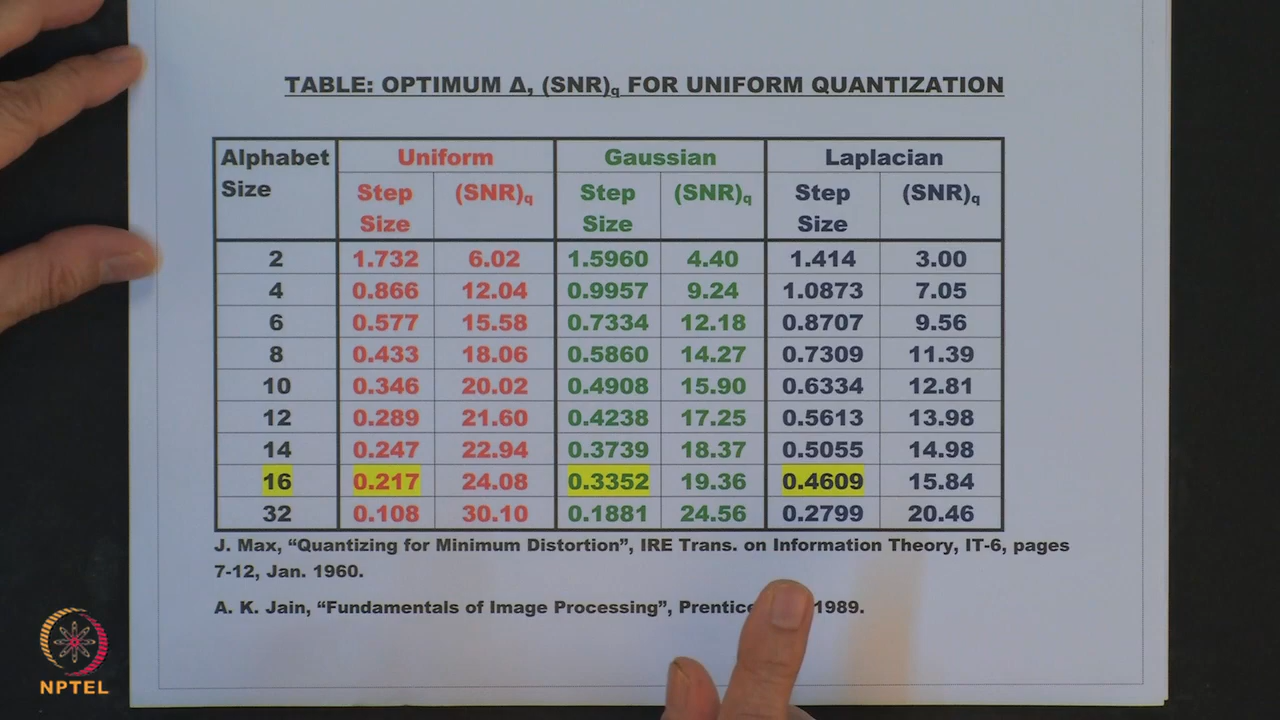 TABLE: OPTIMUM Δ, (SNR)q FOR UNIFORM QUANTIZATION
Alphabet Size Uniform Gaussian Laplacian
Step Size (SNR)q Step Size (SNR)q Step Size (SNR)q
2 1.732 6.02 1.5960 4.40 1.414 3.00
4 0.866 12.04 0.9957 9.24 1.0873 7.05
6 0.577 15.58 0.7334 12.18 0.8707 9.56
8 0.433 18.06 0.5860 14.27 0.7309 11.39
10 0.346 20.02 0.4908 15.90 0.6334 12.81
12 0.289 21.60 0.4238 17.25 0.5613 13.98
14 0.247 22.94 0.3739 18.37 0.5055 14.98
16 0.217 24.08 0.3352 19.36 0.4609 15.84
32 0.108 30.10 0.1881 24.56 0.2799 20.46
J. Max, “Quantizing for Minimum Distortion”, IRE Trans. on Information Theory, IT-6, pages
7-12, Jan. 1960.
A. K. Jain, “Fundamentals of Image Processing”, 1989.
NPTEL